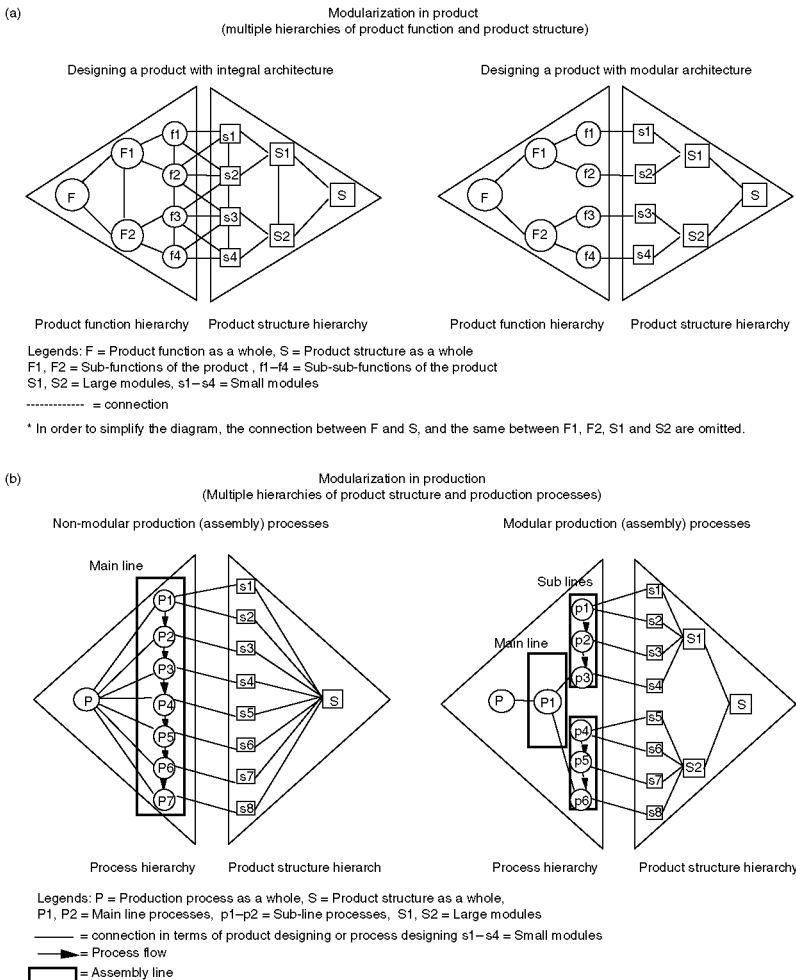 (a)
Modularization in product
(multiple hierarchies of product function and product structure)
Designing a product with integral architecture
Designing a product with modular architecture
F
F1
F2
f1
f2
f3
f4
s1
s2
s3
s4
S1
S2
S
F
F1
F2
f1
f2
f3
f4
s1
s2
s3
s4
S1
S2
S
Product function hierarchy
Product structure hierarchy
Product function hierarchy
Product structure hierarchy
Legends: F = Product function as a whole, S = Product structure as a whole
F1, F2 = Sub-functions of the product , f1–f4 = Sub-sub-functions of the product
S1, S2 = Large modules, s1–s4 = Small modules
------------- = connection
* In order to simplify the diagram, the connection between F and S, and the same between F1, F2, S1 and S2 are omitted.
(b)
Modularization in production
(Multiple hierarchies of product structure and production processes)
Non-modular production (assembly) processes
Modular production (assembly) processes
Main line
P
P1
P2
P3
P4
P5
P6
P7
s1
s2
s3
s4
s5
s6
s7
s8
S
Sub lines
Main line
P
P1
p1
p2
p3
p4
p5
p6
s1
s2
s3
s4
s5
s6
s7
s8
S1
S2
S
Process hierarchy
Product structure hierarch
Process hierarchy
Product structure hierarchy
Legends: P = Production process as a whole, S = Product structure as a whole,
P1, P2 = Main line processes, p1–p2 = Sub-line processes, S1, S2 = Large modules
= connection in terms of product designing or process designing s1–s4 = Small modules
= Process flow
= Assembly line